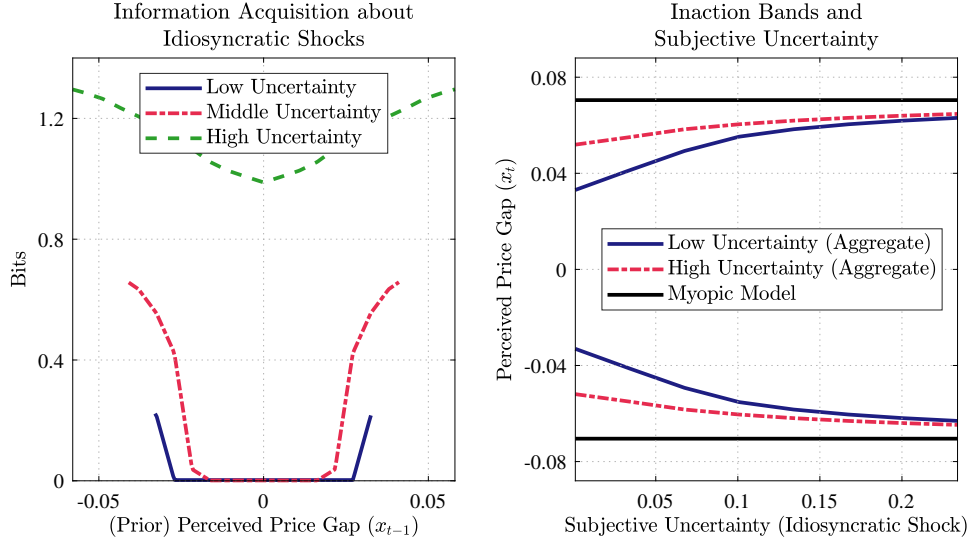 Information Acquisition about
Idiosyncratic Shocks
Low Uncertainty
Middle Uncertainty
High Uncertainty
Bits
1.2
0.8
0.4
0
-0.05
0
0.05
(Prior) Perceived Price Gap (xₜ₋₁)
Inaction Bands and
Subjective Uncertainty
Perceived Price Gap (xₜ)
0.08
0.04
0
-0.04
-0.08
Low Uncertainty (Aggregate)
High Uncertainty (Aggregate)
Myopic Model
0.05
0.1
0.15
0.2
Subjective Uncertainty (Idiosyncratic Shock)